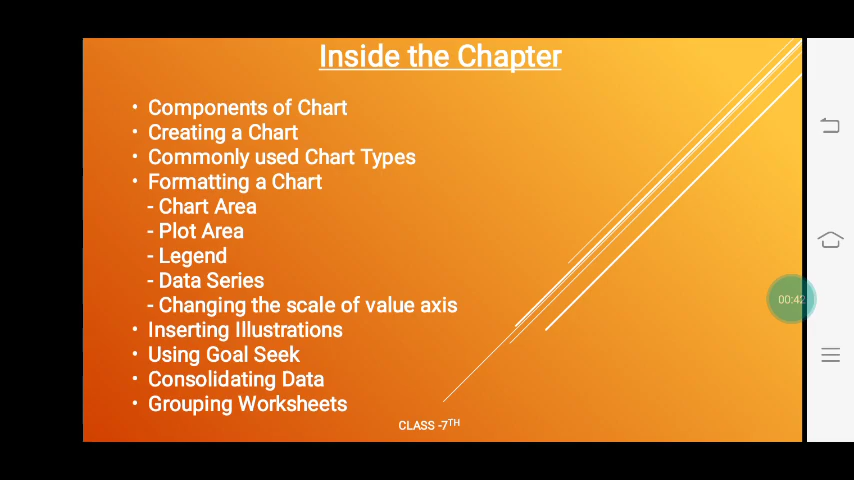 Inside the Chapter
• Components of Chart
• Creating a Chart
• Commonly used Chart Types
• Formatting a Chart
- Chart Area
- Plot Area
- Legend
- Data Series
- Changing the scale of value axis
• Inserting Illustrations
• Using Goal Seek
• Consolidating Data
• Grouping Worksheets
CLASS -7TH
00:42